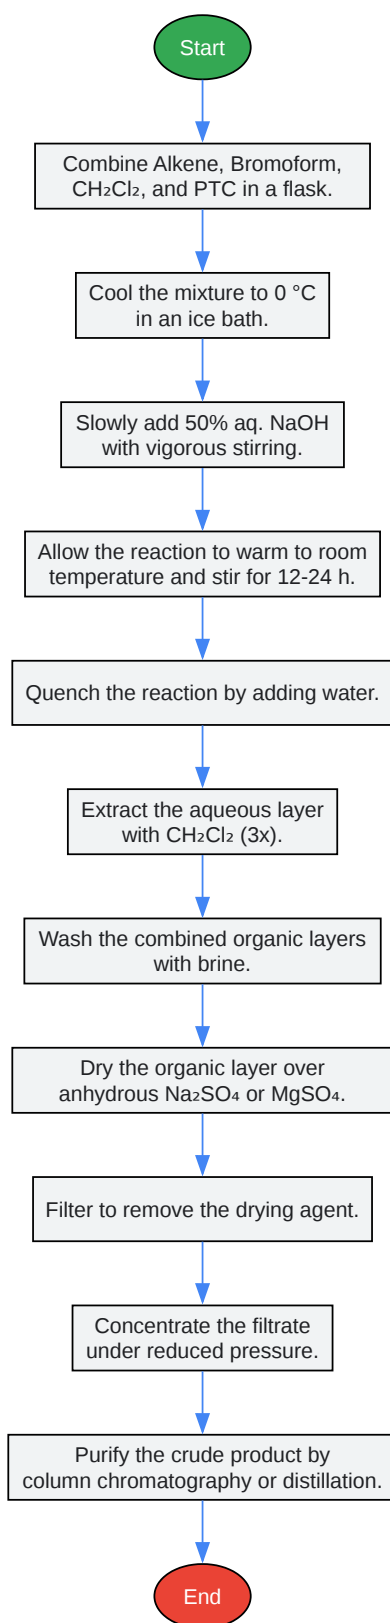 Start
Combine Alkene, Bromoform,
CH₂Cl₂, and PTC in a flask.
Cool the mixture to 0 °C
in an ice bath.
Slowly add 50% aq. NaOH
with vigorous stirring.
Allow the reaction to warm to room
temperature and stir for 12-24 h.
Quench the reaction by adding water.
Extract the aqueous layer
with CH₂Cl₂ (3x).
Wash the combined organic layers
with brine.
Dry the organic layer over
anhydrous Na₂SO₄ or MgSO₄.
Filter to remove the drying agent.
Concentrate the filtrate
under reduced pressure.
Purify the crude product by
column chromatography or distillation.
End